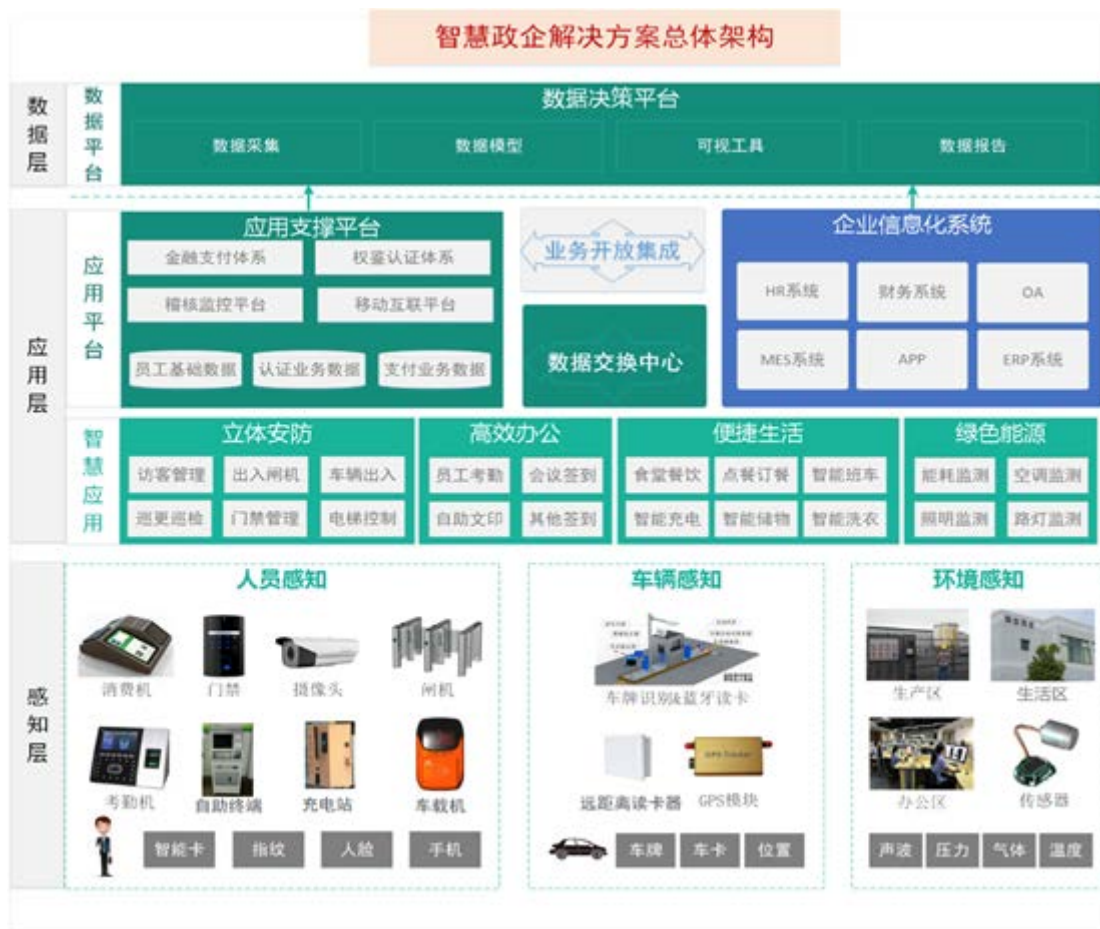 智慧政企解决方案总体架构
数据层
数据平台
数据决策平台
数据采集
数据模型
可视工具
数据报告
应用层
应用平台
应用支撑平台
金融支付体系
权鉴认证体系
稽核监控平台
移动互联平台
员工基础数据
认证业务数据
支付业务数据
业务开放集成
数据交换中心
企业信息化系统
HR系统
财务系统
OA
MES系统
APP
ERP系统
智慧应用
立体安防
访客管理
出入闸机
车辆出入
巡更巡检
门禁管理
电梯控制
高效办公
员工考勤
会议签到
自助文印
其他签到
便捷生活
食堂餐饮
点餐订餐
智能班车
智能充电
智能储物
智能洗衣
绿色能源
能耗监测
空调监测
照明监测
路灯监测
感知层
人员感知
消费机
门禁
摄像头
闸机
考勤机
自助终端
充电站
车载机
智能卡
指纹
人脸
手机
车辆感知
车牌识别&蓝牙读卡
远距离读卡器
GPS模块
车牌
车卡
位置
环境感知
生产区
生活区
办公区
传感器
声波
压力
气体
温度